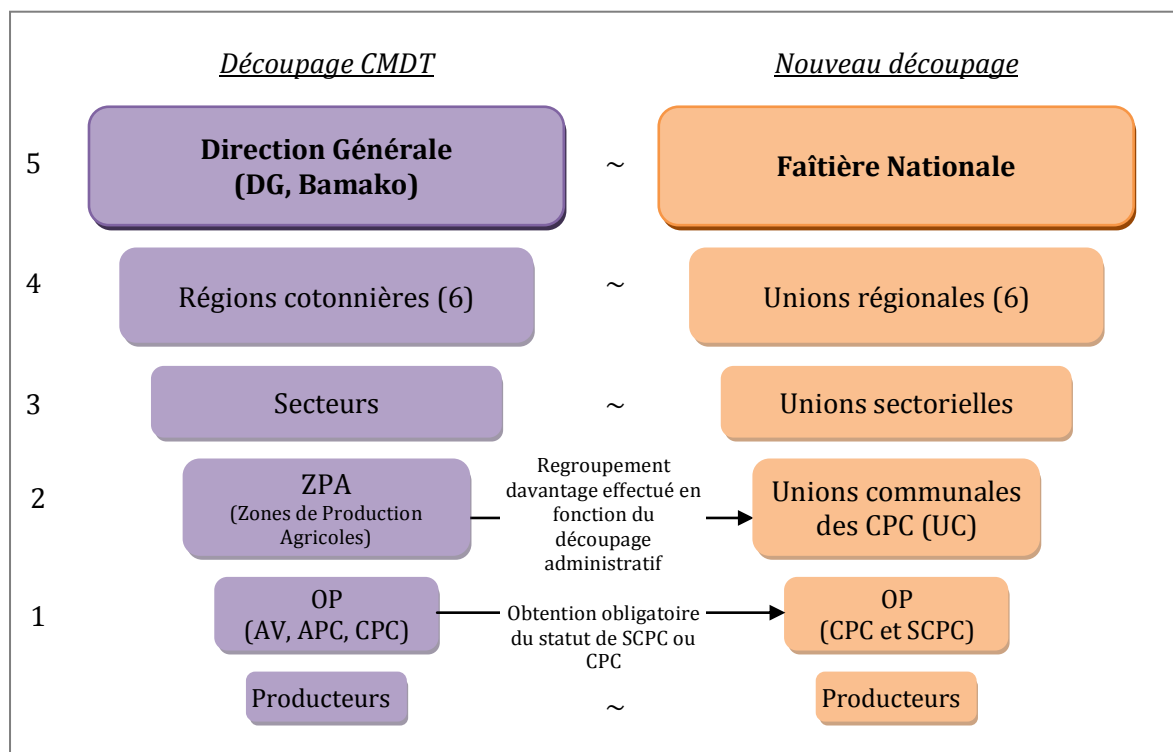 Découpage CMDT
Nouveau découpage
5
Direction Générale
(DG, Bamako)
~
Faîtière Nationale
4
Régions cotonnières (6)
~
Unions régionales (6)
3
Secteurs
~
Unions sectorielles
2
ZPA
(Zones de Production
Agricoles)
Regroupement
davantage effectué en
fonction du
découpage
administratif
Unions communales
des CPC (UC)
1
OP
(AV, APC, CPC)
Obtention obligatoire
du statut de SCPC ou
CPC
OP
(CPC et SCPC)
Producteurs
~
Producteurs